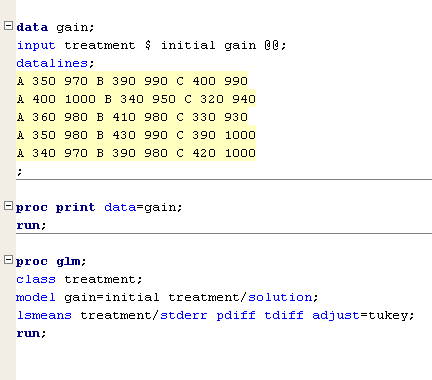 data gain;
input treatment $ initial gain @@;
datalines;
A 350 970 B 390 990 C 400 990
A 400 1000 B 340 950 C 320 940
A 360 980 B 410 980 C 330 930
A 350 980 B 430 990 C 390 1000
A 340 970 B 390 980 C 420 1000
;
proc print data=gain;
run;
proc glm;
class treatment;
model gain=initial treatment/solution;
lsmeans treatment/stderr pdiff tdiff adjust=tukey;
run;